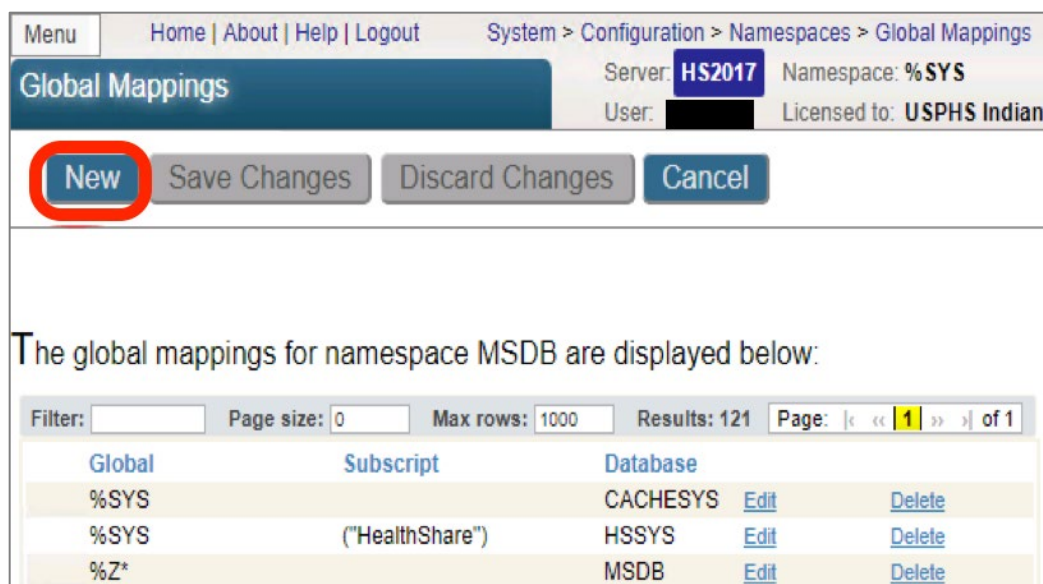 Menu Home | About | Help | Logout System > Configuration > Namespaces > Global Mappings
Global Mappings Server: HS2017 Namespace: %SYS
User: Licensed to: USPHS Indian
New Save Changes Discard Changes Cancel
The global mappings for namespace MSDB are displayed below:
Filter: Page size: 0 Max rows: 1000 Results: 121 Page: |< << 1 >> >| of 1
Global Subscript Database
%SYS CACHESYS Edit Delete
%SYS ("HealthShare") HSSYS Edit Delete
%Z* MSDB Edit Delete